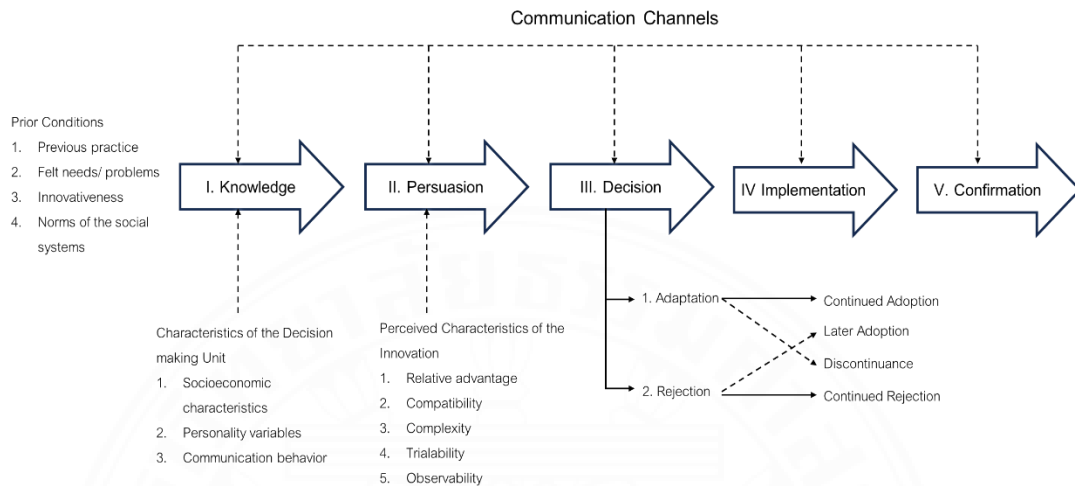 Communication Channels
Prior Conditions
1. Previous practice
2. Felt needs/ problems
3. Innovativeness
4. Norms of the social
systems
I. Knowledge
II. Persuasion
III. Decision
IV Implementation
V. Confirmation
Characteristics of the Decision
making Unit
1. Socioeconomic
characteristics
2. Personality variables
3. Communication behavior
Perceived Characteristics of the
Innovation
1. Relative advantage
2. Compatibility
3. Complexity
4. Trialability
5. Observability
1. Adaptation
2. Rejection
Continued Adoption
Later Adoption
Discontinuance
Continued Rejection